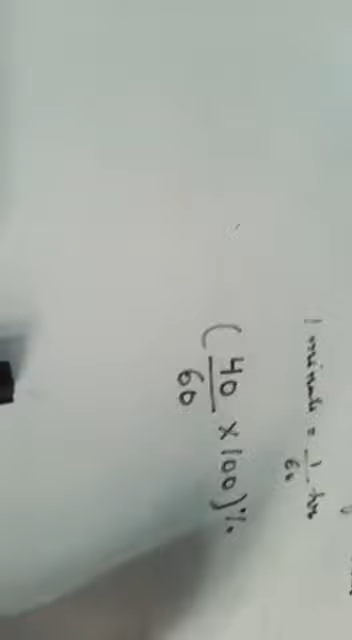 1 minute = 1/60 hr
(40/60 × 100)%